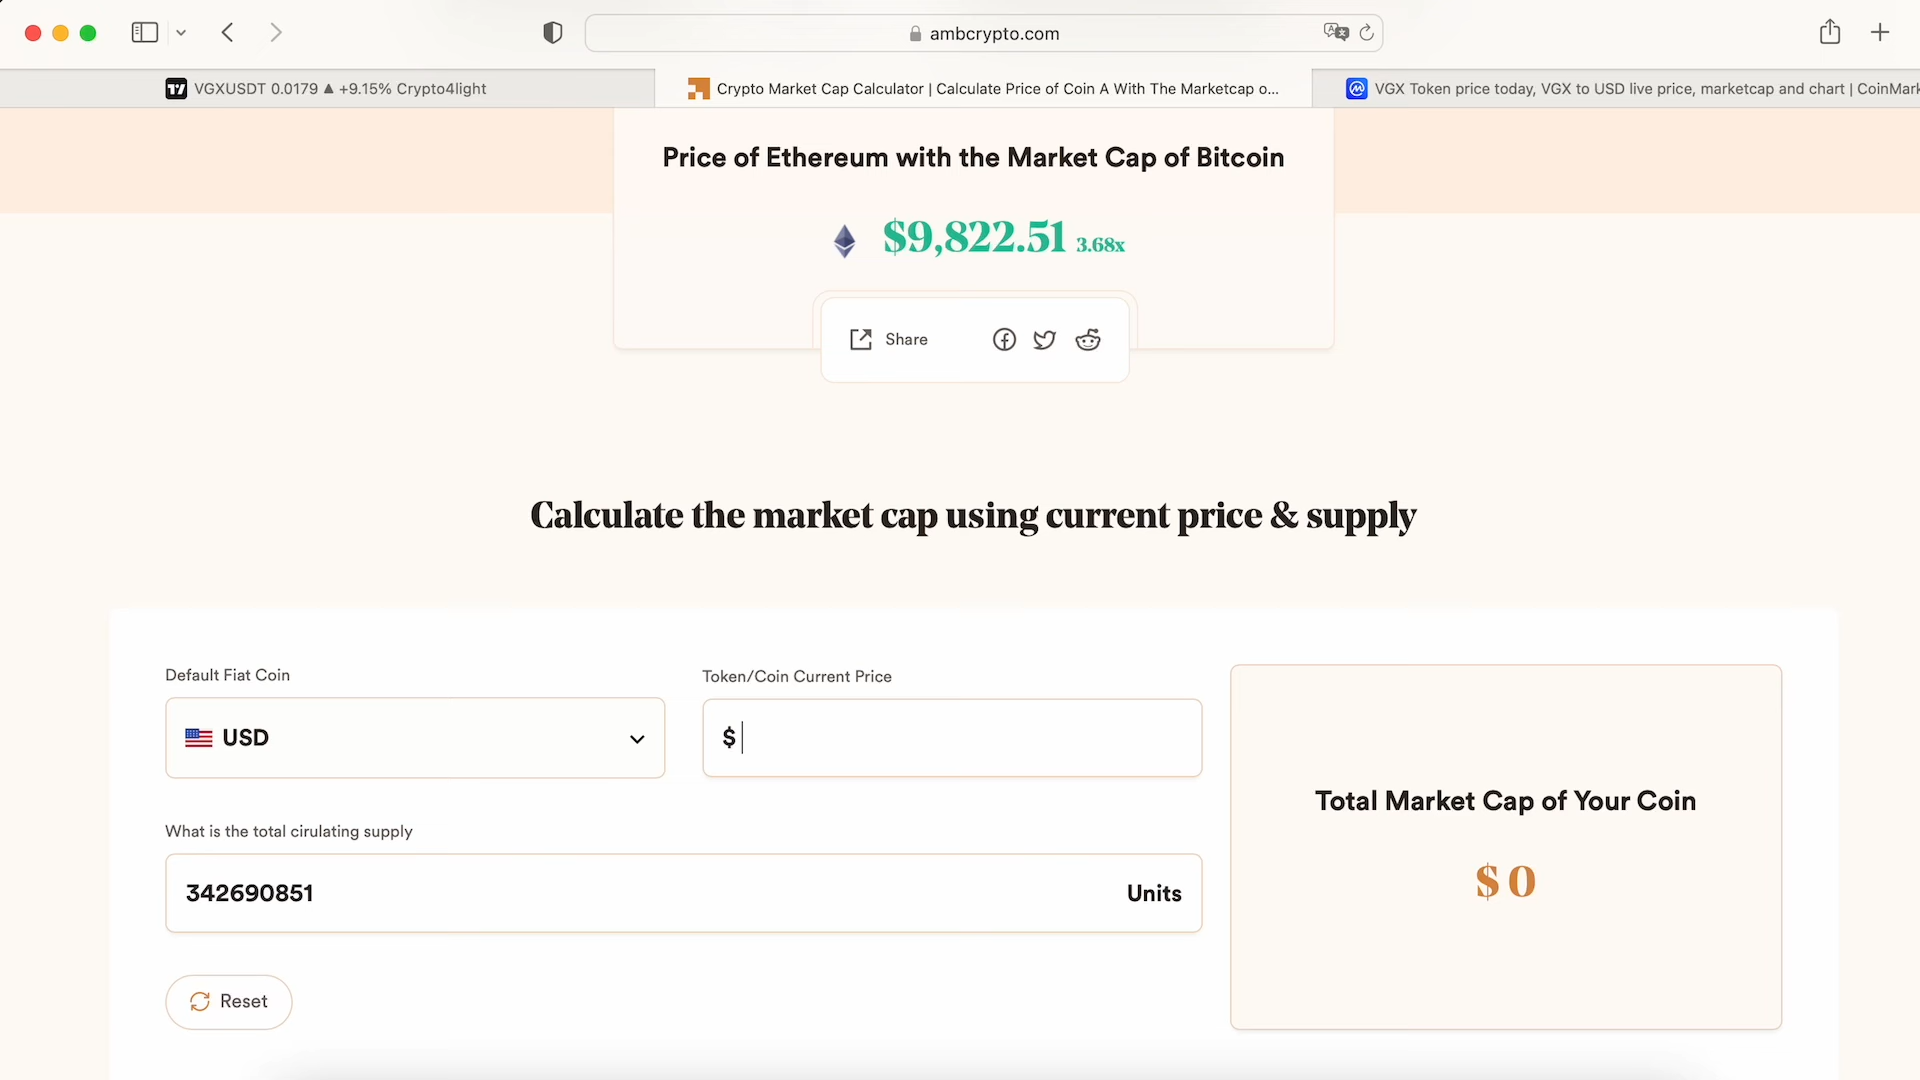 ambcrypto.com
VGXUSDT 0.0179 ▲ +9.15% Crypto4light
Crypto Market Cap Calculator | Calculate Price of Coin A With The Marketcap o...
VGX Token price today, VGX to USD live price, marketcap and chart | CoinMark
Price of Ethereum with the Market Cap of Bitcoin
$9,822.51 3.68x
Share
Calculate the market cap using current price & supply
Default Fiat Coin
Token/Coin Current Price
USD
$
Total Market Cap of Your Coin
$ 0
What is the total cirulating supply
342690851 Units
Reset